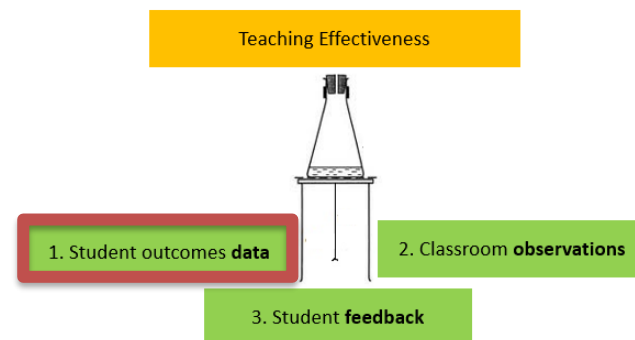 Teaching Effectiveness
1. Student outcomes data
2. Classroom observations
3. Student feedback